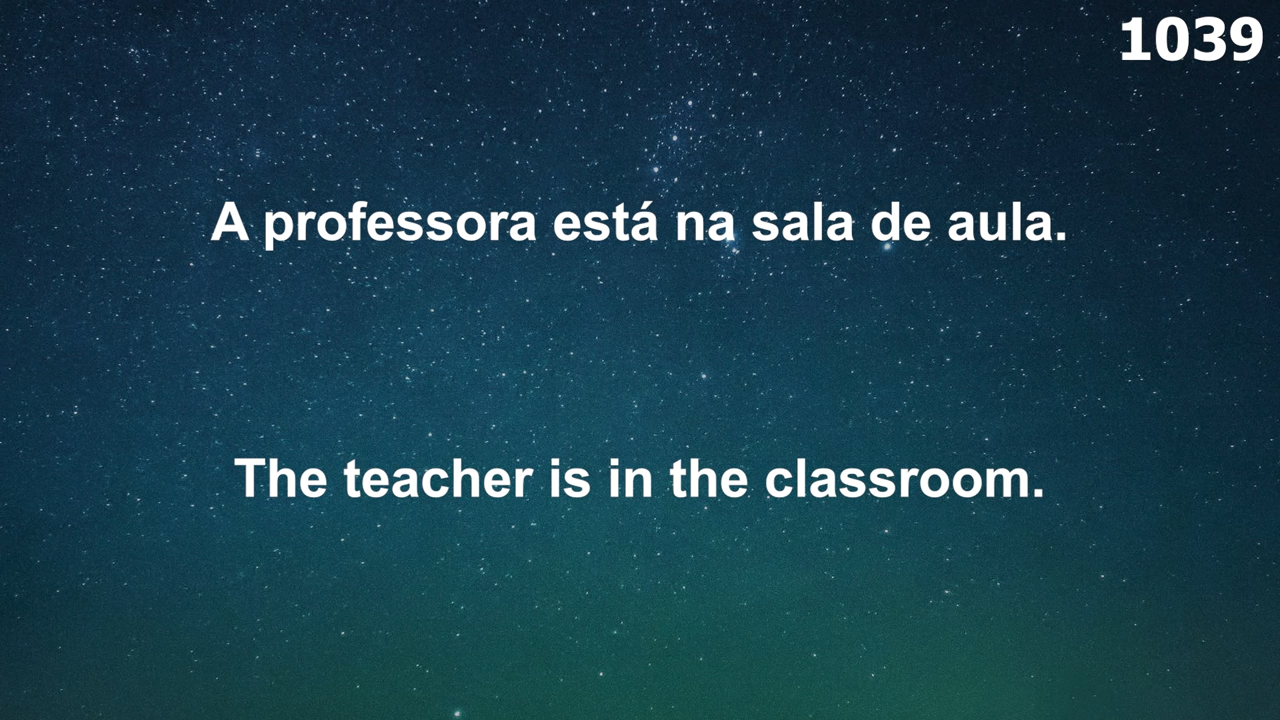 1039
A professora está na sala de aula.
The teacher is in the classroom.